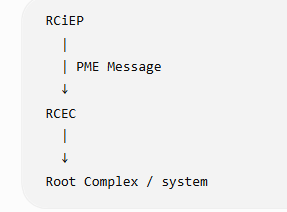 RCiEP
|
| PME Message
↓
RCEC
|
↓
Root Complex / system